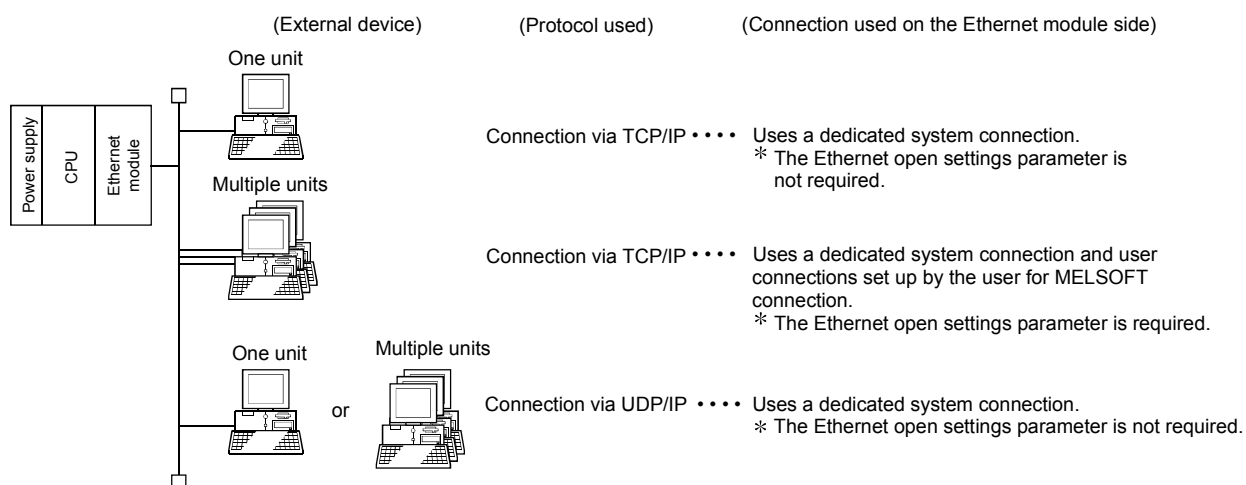 (External device) (Protocol used) (Connection used on the Ethernet module side)
One unit
Power supply
CPU
Ethernet
module
Connection via TCP/IP •••• Uses a dedicated system connection.
* The Ethernet open settings parameter is
not required.
Multiple units
Connection via TCP/IP •••• Uses a dedicated system connection and user
connections set up by the user for MELSOFT
connection.
* The Ethernet open settings parameter is required.
One unit
or
Multiple units
Connection via UDP/IP •••• Uses a dedicated system connection.
* The Ethernet open settings parameter is not required.